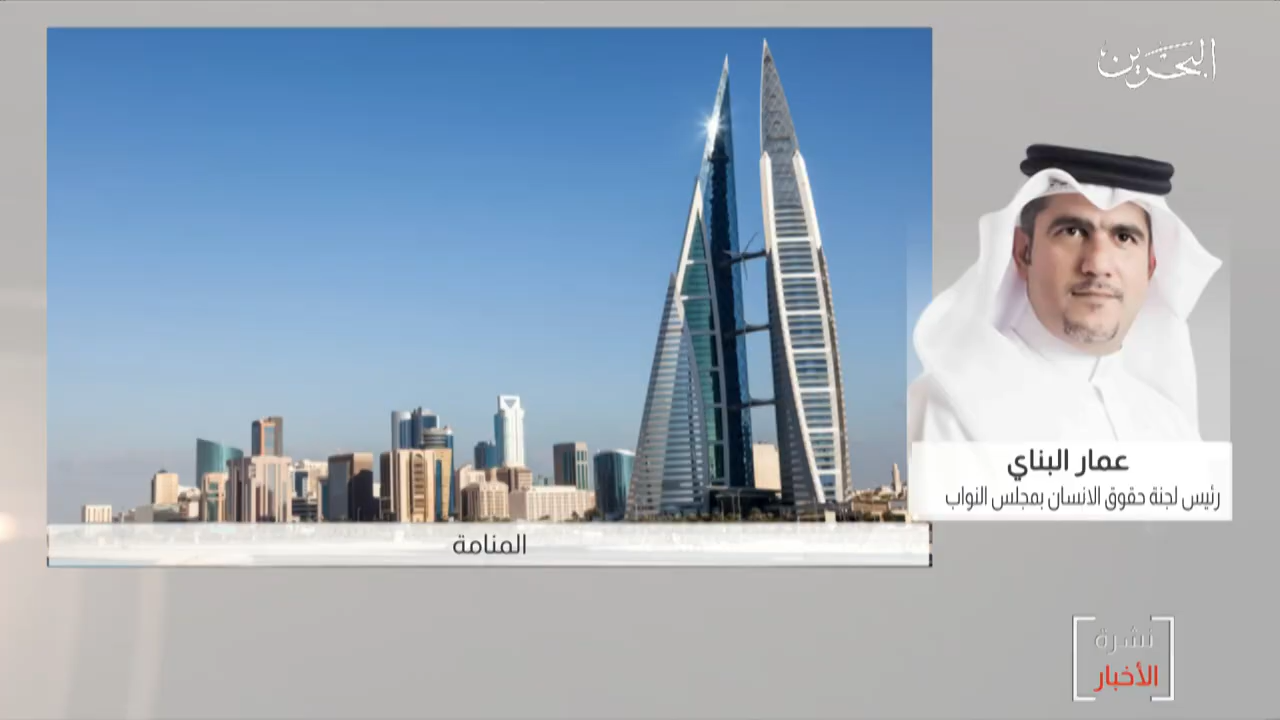 البحرين
عمار البناي
رئيس لجنة حقوق الانسان بمجلس النواب
المنامة
نشرة
الأخبار